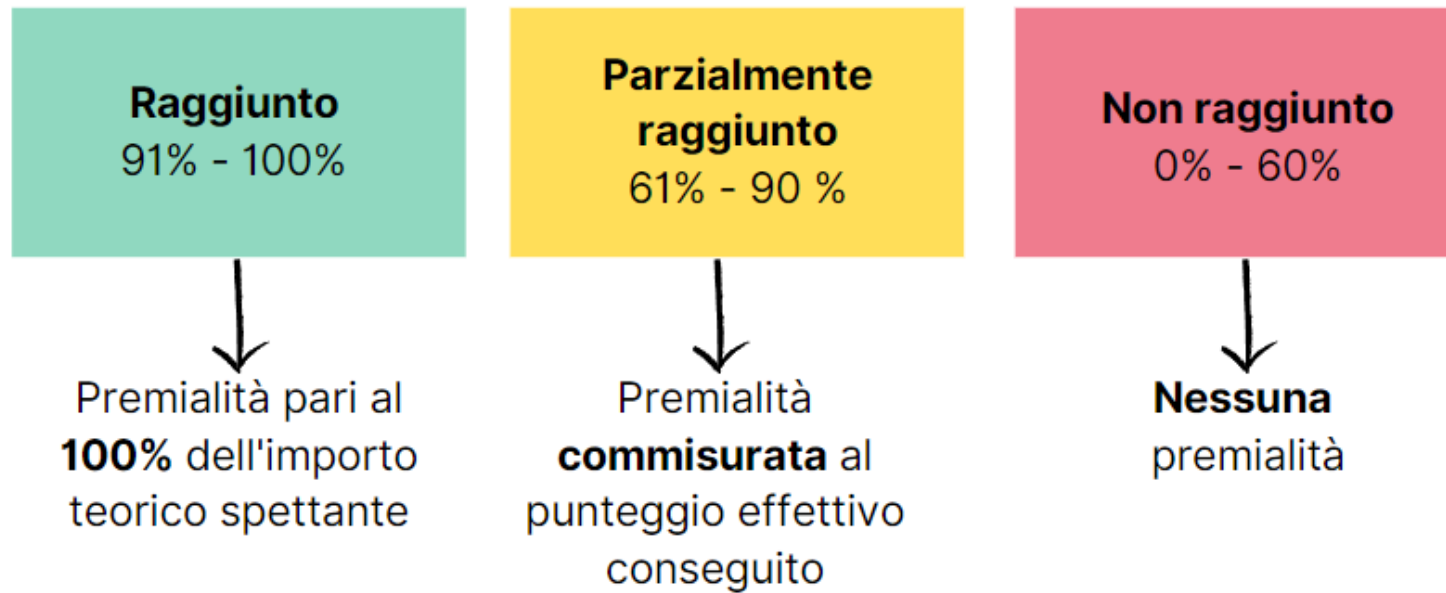 Raggiunto
91% - 100%
Premialità pari al
100% dell'importo
teorico spettante
Parzialmente
raggiunto
61% - 90 %
Premialità
commisurata al
punteggio effettivo
conseguito
Non raggiunto
0% - 60%
Nessuna
premialità